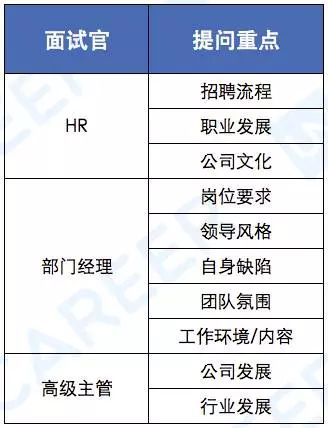 面试官 提问重点
HR
招聘流程
职业发展
公司文化
部门经理
岗位要求
领导风格
自身缺陷
团队氛围
工作环境/内容
高级主管
公司发展
行业发展
CAREER